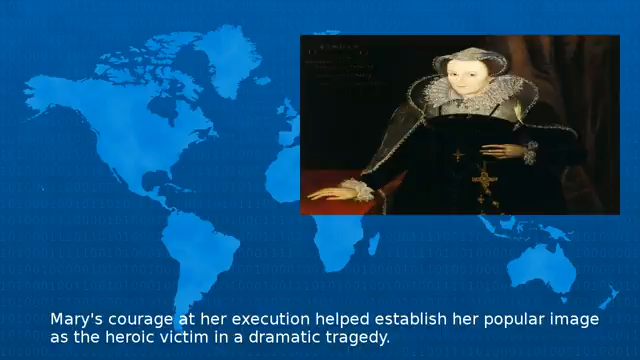 Mary's courage at her execution helped establish her popular image
as the heroic victim in a dramatic tragedy.